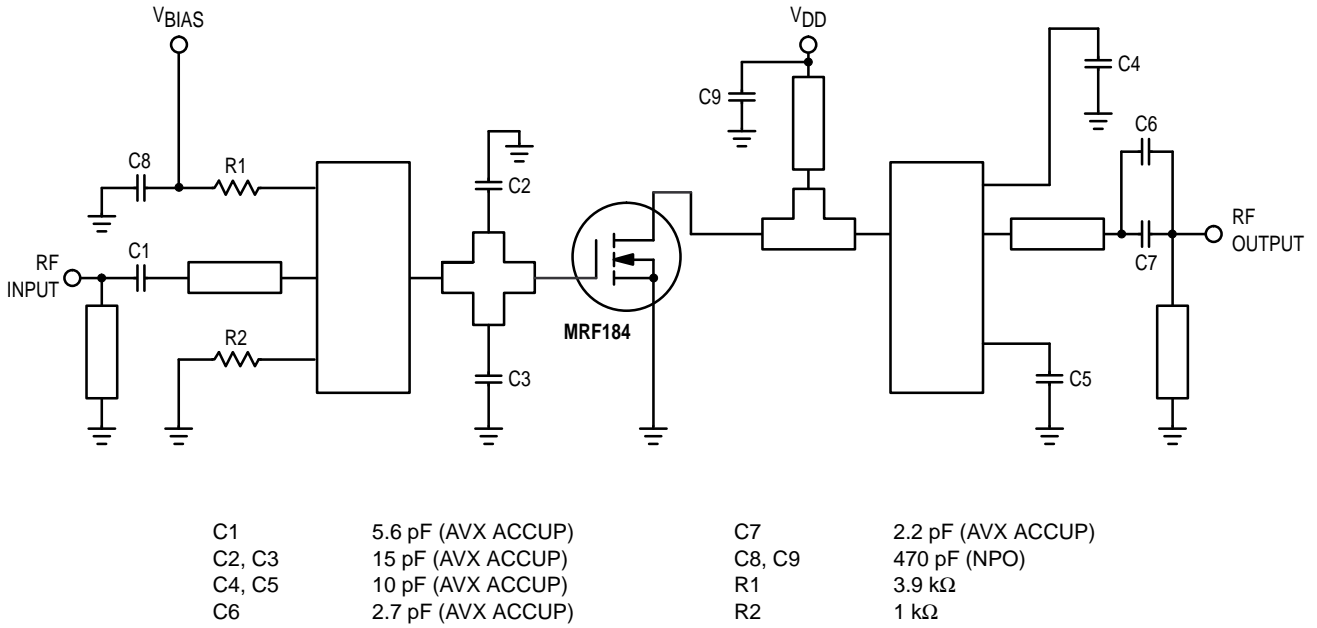 VBIAS
VDD
C4
C9
C6
C8
R1
C2
C1
RF
INPUT
RF
OUTPUT
C7
MRF184
R2
C3
C5
C1 5.6 pF (AVX ACCUP) C7 2.2 pF (AVX ACCUP)
C2, C3 15 pF (AVX ACCUP) C8, C9 470 pF (NPO)
C4, C5 10 pF (AVX ACCUP) R1 3.9 kΩ
C6 2.7 pF (AVX ACCUP) R2 1 kΩ